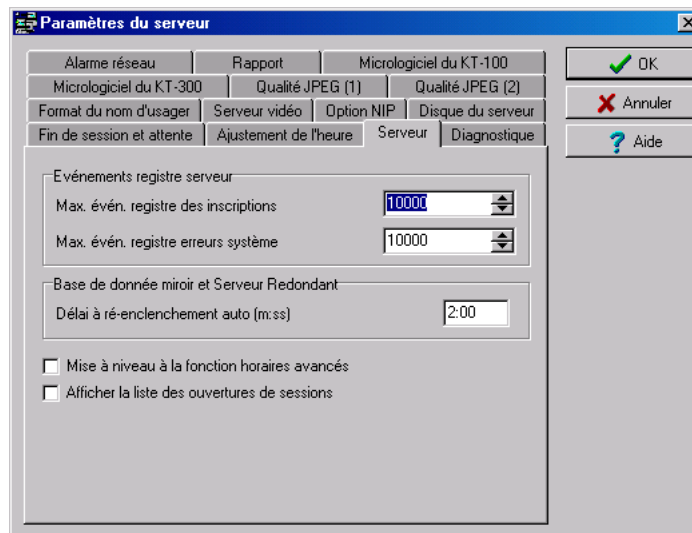 Paramètres du serveur
Alarme réseau Rapport Micrologiciel du KT-100
Micrologiciel du KT-300 Qualité JPEG (1) Qualité JPEG (2)
Format du nom d'usager Serveur vidéo Option NIP Disque du serveur
Fin de session et attente Ajustement de l'heure Serveur Diagnostique
OK
Annuler
Aide
Evénements registre serveur
Max. évén. registre des inscriptions 10000
Max. évén. registre erreurs système 10000
Base de donnée miroir et Serveur Redondant
Délai à ré-enclenchement auto (m:ss) 2:00
Mise à niveau à la fonction horaires avancés
Afficher la liste des ouvertures de sessions